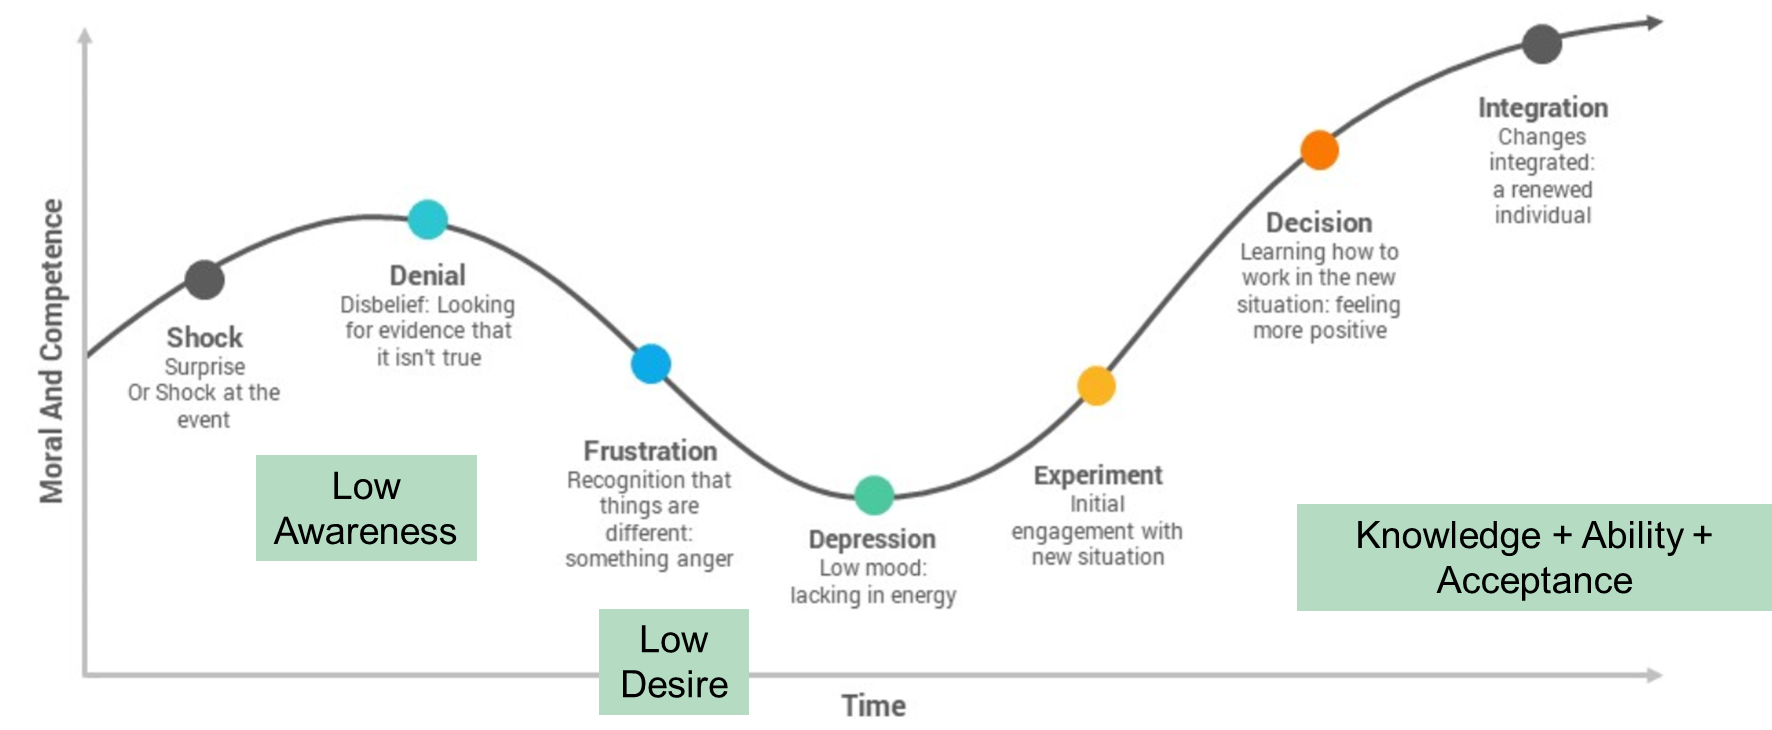 Moral And Competence
Shock
Surprise
Or Shock at the
event
Low
Awareness
Denial
Disbelief: Looking
for evidence that
it isn't true
Frustration
Recognition that
things are
different:
something anger
Low
Desire
Depression
Low mood:
lacking in energy
Experiment
Initial
engagement with
new situation
Decision
Learning how to
work in the new
situation: feeling
more positive
Integration
Changes
integrated:
a renewed
individual
Knowledge + Ability +
Acceptance
Time